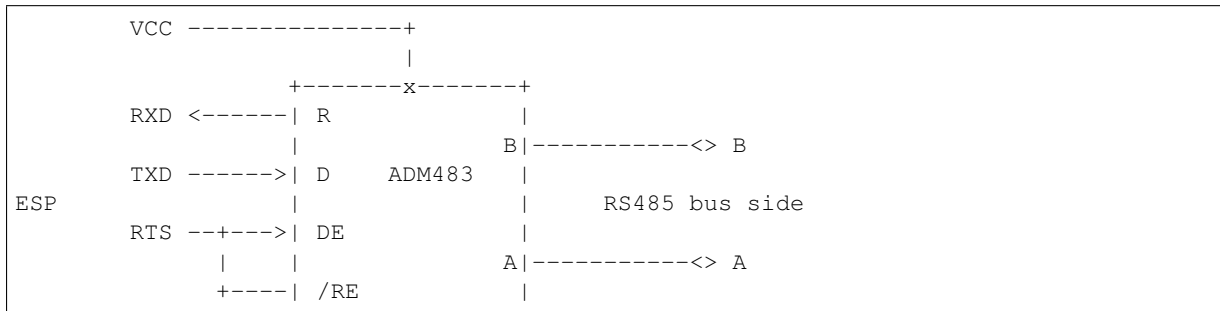 VCC ---------------+
                           |
                   +-------x-------+
        RXD <------| R             |
                   |              B|-----------<> B
        TXD ------>| D    ADM483   |
ESP                |               |     RS485 bus side
        RTS --+--->| DE            |
              |    |              A|-----------<> A
              +----| /RE           |